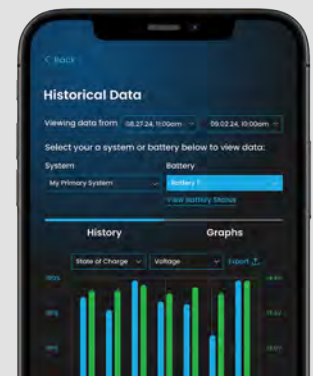 < Back
Historical Data
Viewing data from 08.27.24, 11:00am 09.02.24, 10:00am
Select your a system or battery below to view data:
System Battery
My Primary System Battery 1
View Battery Status
History Graphs
State of Charge Voltage Export